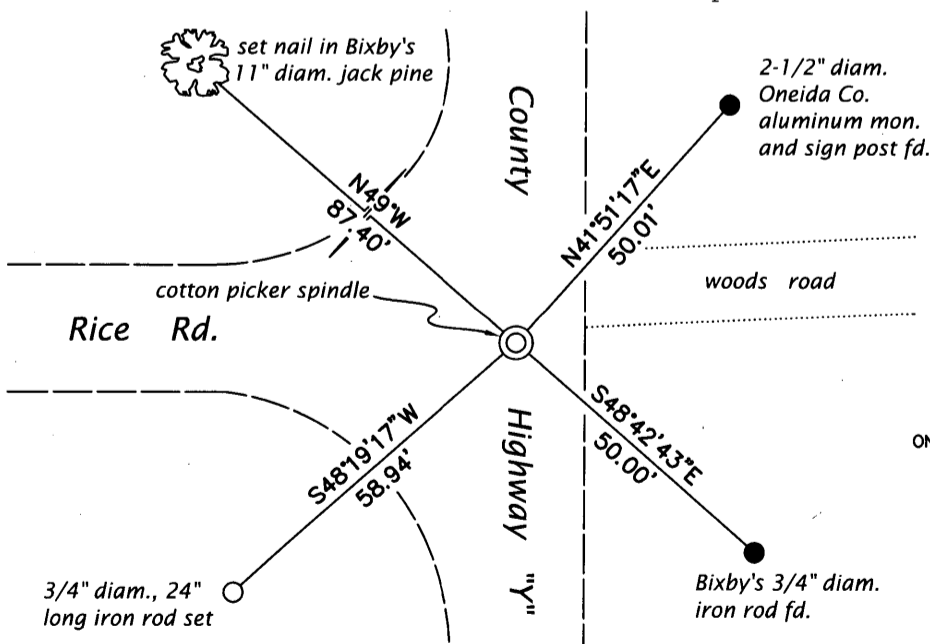 set nail in Bixby's
11" diam. jack pine
County
2-1/2" diam.
Oneida Co.
aluminum mon.
and sign post fd.
N49°W
87.40'
N41°51'17"E
50.01'
cotton picker spindle
woods road
Rice Rd.
S48°19'17"W
58.94'
Highway "Y"
S48°42'43"E
50.00'
3/4" diam., 24"
long iron rod set
Bixby's 3/4" diam.
iron rod fd.